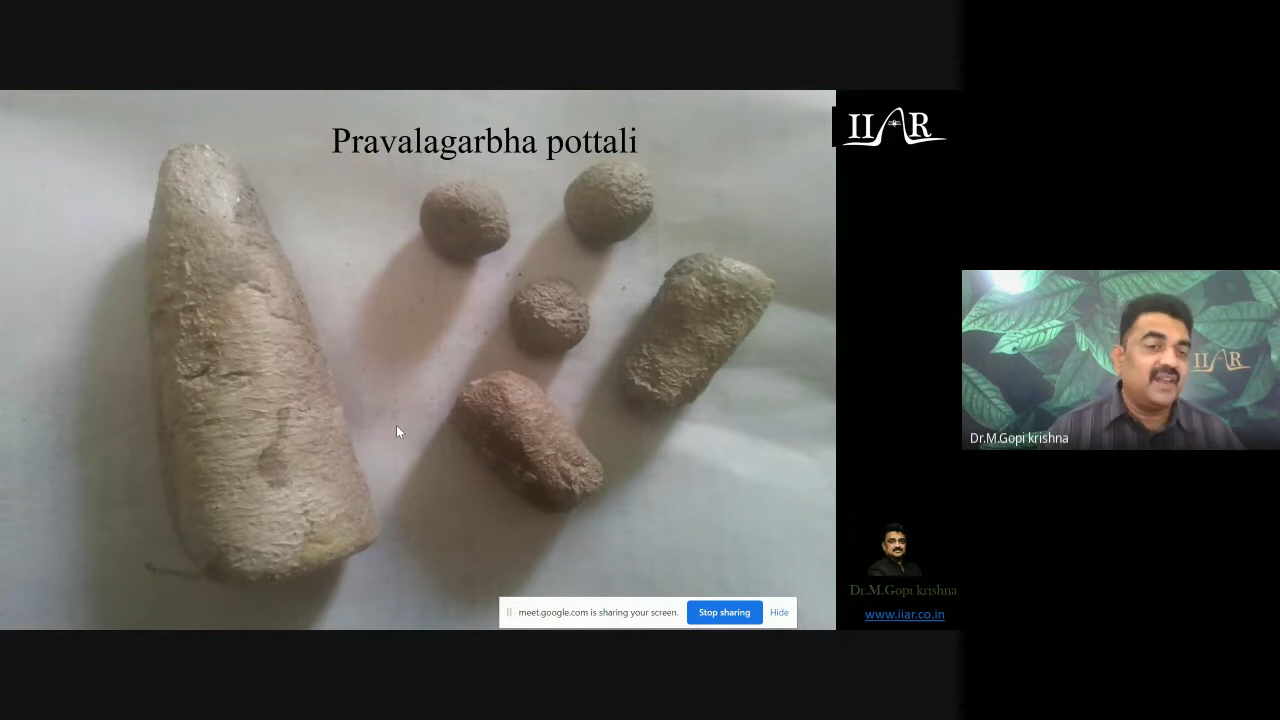 Pravalagarbha pottali
IIAR
IIAR
Dr.M.Gopi krishna
Dr.M.Gopi krishna
www.iiar.co.in
meet.google.com is sharing your screen.
Stop sharing
Hide